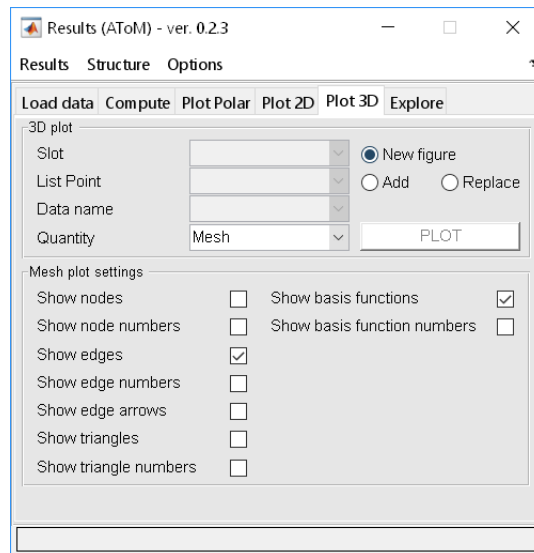 Results (AToM) - ver. 0.2.3
Results Structure Options
Load data Compute Plot Polar Plot 2D Plot 3D Explore
3D plot
Slot New figure
List Point Add Replace
Data name
Quantity Mesh PLOT
Mesh plot settings
Show nodes Show basis functions
Show node numbers Show basis function numbers
Show edges
Show edge numbers
Show edge arrows
Show triangles
Show triangle numbers